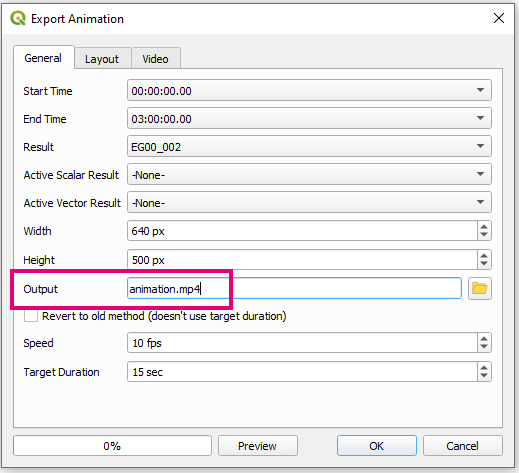 Export Animation
General Layout Video
Start Time 00:00:00.00
End Time 03:00:00.00
Result EG00_002
Active Scalar Result -None-
Active Vector Result -None-
Width 640 px
Height 500 px
Output animation.mp4
Revert to old method (doesn't use target duration)
Speed 10 fps
Target Duration 15 sec
0% Preview OK Cancel